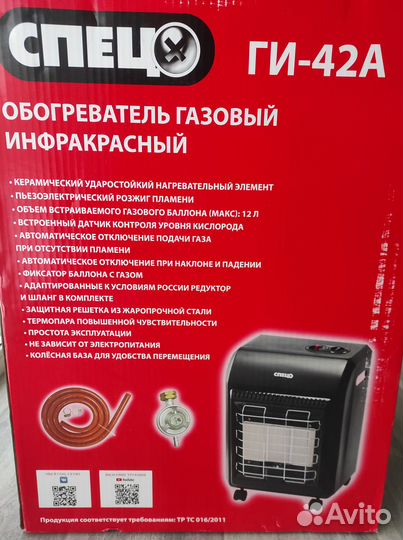 СПЕЦ
ГИ-42А
ОБОГРЕВАТЕЛЬ ГАЗОВЫЙ
ИНФРАКРАСНЫЙ
• КЕРАМИЧЕСКИЙ УДАРОСТОЙКИЙ НАГРЕВАТЕЛЬНЫЙ ЭЛЕМЕНТ
• ПЬЕЗОЭЛЕКТРИЧЕСКИЙ РОЗЖИГ ПЛАМЕНИ
• ОБЪЕМ ВСТРАИВАЕМОГО ГАЗОВОГО БАЛЛОНА (МАКС): 12 Л
• ВСТРОЕННЫЙ ДАТЧИК КОНТРОЛЯ УРОВНЯ КИСЛОРОДА
• АВТОМАТИЧЕСКОЕ ОТКЛЮЧЕНИЕ ПОДАЧИ ГАЗА
ПРИ ОТСУТСТВИИ ПЛАМЕНИ
• АВТОМАТИЧЕСКОЕ ОТКЛЮЧЕНИЕ ПРИ НАКЛОНЕ И ПАДЕНИИ
• ФИКСАТОР БАЛЛОНА С ГАЗОМ
• АДАПТИРОВАННЫЕ К УСЛОВИЯМ РОССИИ РЕДУКТОР
И ШЛАНГ В КОМПЛЕКТЕ
• ЗАЩИТНАЯ РЕШЕТКА ИЗ ЖАРОПРОЧНОЙ СТАЛИ
• ТЕРМОПАРА ПОВЫШЕННОЙ ЧУВСТВИТЕЛЬНОСТИ
• ПРОСТОТА ЭКСПЛУАТАЦИИ
• НЕ ЗАВИСИТ ОТ ЭЛЕКТРОПИТАНИЯ
• КОЛЁСНАЯ БАЗА ДЛЯ УДОБСТВА ПЕРЕМЕЩЕНИЯ
СПЕЦ
YouTube
Продукция соответствует требованиям: ТР ТС 016/2011
Avito